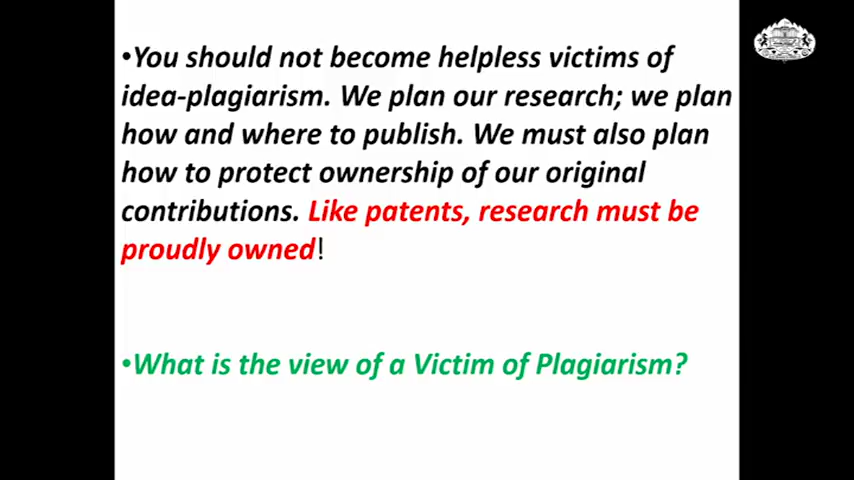 •You should not become helpless victims of
idea-plagiarism. We plan our research; we plan
how and where to publish. We must also plan
how to protect ownership of our original
contributions. Like patents, research must be
proudly owned!
•What is the view of a Victim of Plagiarism?